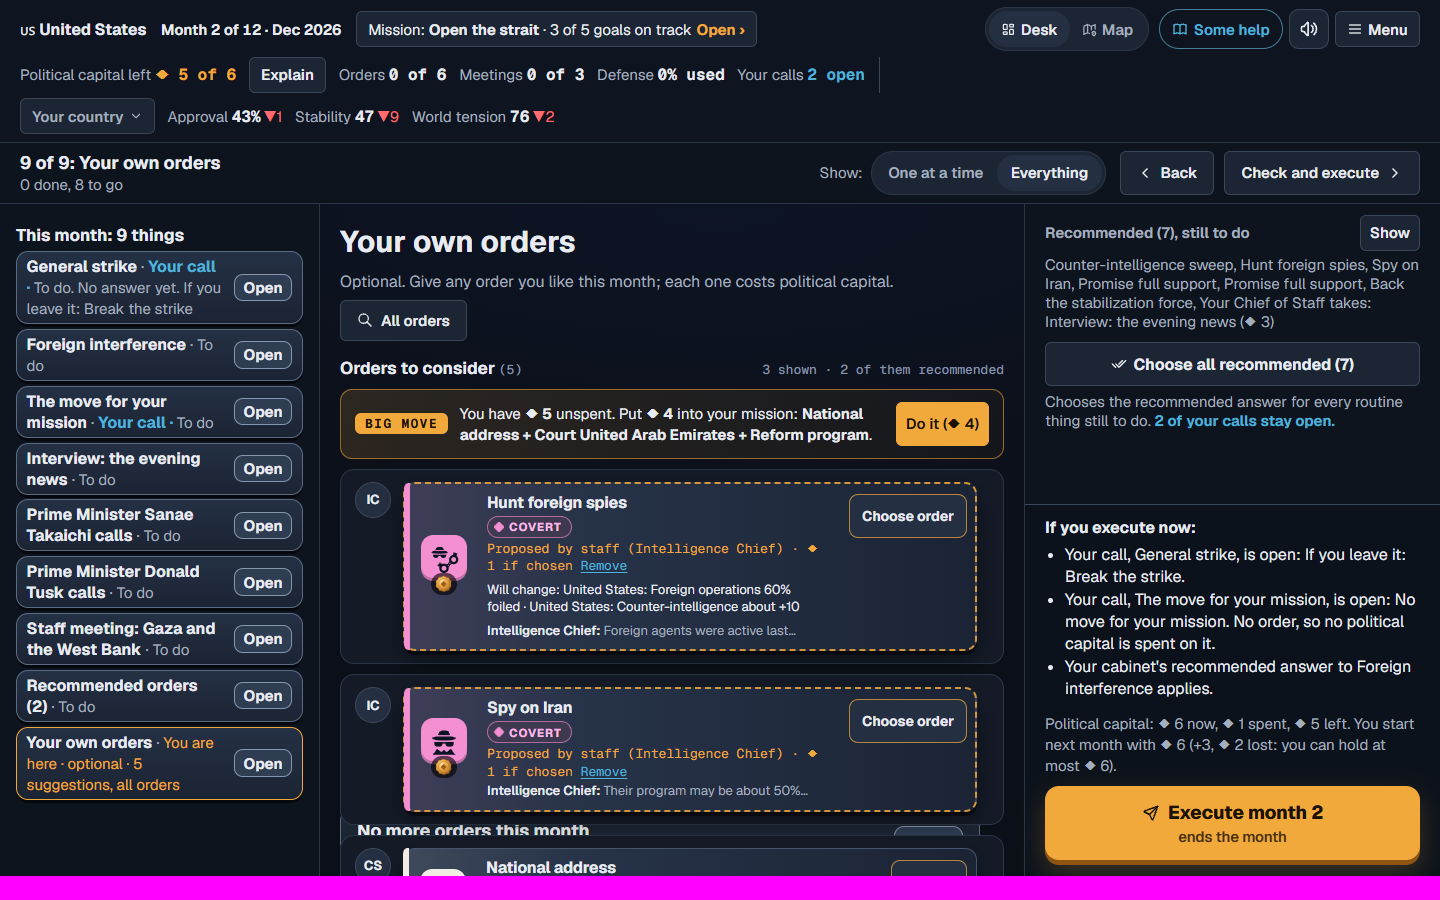 US United States Month 2 of 12 · Dec 2026 Mission: Open the strait · 3 of 5 goals on track Open › Desk Map Some help Menu
Political capital left ◆ 5 of 6 Explain Orders 0 of 6 Meetings 0 of 3 Defense 0% used Your calls 2 open
Your country Approval 43% ▼1 Stability 47 ▼9 World tension 76 ▼2
9 of 9: Your own orders
0 done, 8 to go
Show: One at a time Everything Back Check and execute
This month: 9 things
General strike · Your call
· To do. No answer yet. If you
leave it: Break the strike
Open
Foreign interference · To
do
Open
The move for your
mission · Your call · To do
Open
Interview: the evening
news · To do
Open
Prime Minister Sanae
Takaichi calls · To do
Open
Prime Minister Donald
Tusk calls · To do
Open
Staff meeting: Gaza and
the West Bank · To do
Open
Recommended orders
(2) · To do
Open
Your own orders · You are
here · optional · 5
suggestions, all orders
Open
Your own orders
Optional. Give any order you like this month; each one costs political capital.
All orders
Orders to consider (5) 3 shown · 2 of them recommended
BIG MOVE
You have ◆ 5 unspent. Put ◆ 4 into your mission: National
address + Court United Arab Emirates + Reform program.
Do it (◆ 4)
IC
Hunt foreign spies
COVERT
Proposed by staff (Intelligence Chief) · ◆
1 if chosen Remove
Will change: United States: Foreign operations 60%
foiled · United States: Counter-intelligence about +10
Intelligence Chief: Foreign agents were active last…
Choose order
IC
Spy on Iran
COVERT
Proposed by staff (Intelligence Chief) · ◆
1 if chosen Remove
Intelligence Chief: Their program may be about 50%…
Choose order
No more orders this month
CS
National address
Recommended (7), still to do Show
Counter-intelligence sweep, Hunt foreign spies, Spy on
Iran, Promise full support, Promise full support, Back
the stabilization force, Your Chief of Staff takes:
Interview: the evening news (◆ 3)
Choose all recommended (7)
Chooses the recommended answer for every routine
thing still to do. 2 of your calls stay open.
If you execute now:
• Your call, General strike, is open: If you leave it:
Break the strike.
• Your call, The move for your mission, is open: No
move for your mission. No order, so no political
capital is spent on it.
• Your cabinet's recommended answer to Foreign
interference applies.
Political capital: ◆ 6 now, ◆ 1 spent, ◆ 5 left. You start
next month with ◆ 6 (+3, ◆ 2 lost: you can hold at
most ◆ 6).
Execute month 2
ends the month